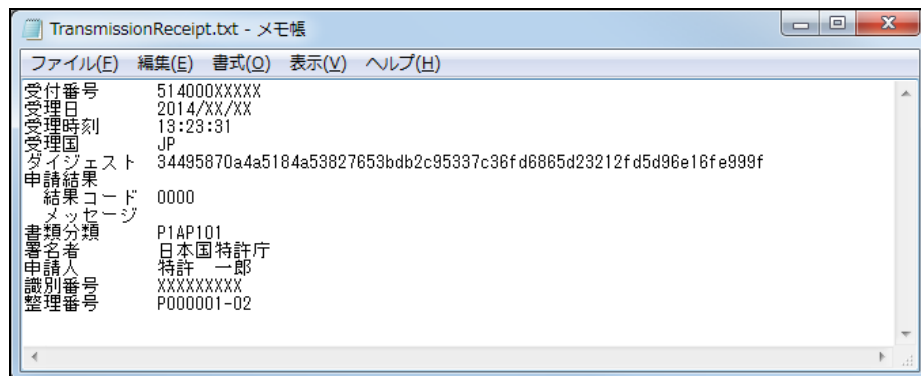 TransmissionReceipt.txt - メモ帳
ファイル(F) 編集(E) 書式(O) 表示(V) ヘルプ(H)
受付番号 514000XXXXX
受理日 2014/XX/XX
受理時刻 13:23:31
受理国 JP
ダイジェスト 34495870a4a5184a53827653bdb2c95337c36fd6865d23212fd5d96e16fe999f
申請結果
結果コード 0000
メッセージ
書類分類 P1AP101
署名者 日本国特許庁
申請人 特許 一郎
識別番号 XXXXXXXXX
整理番号 P000001-02